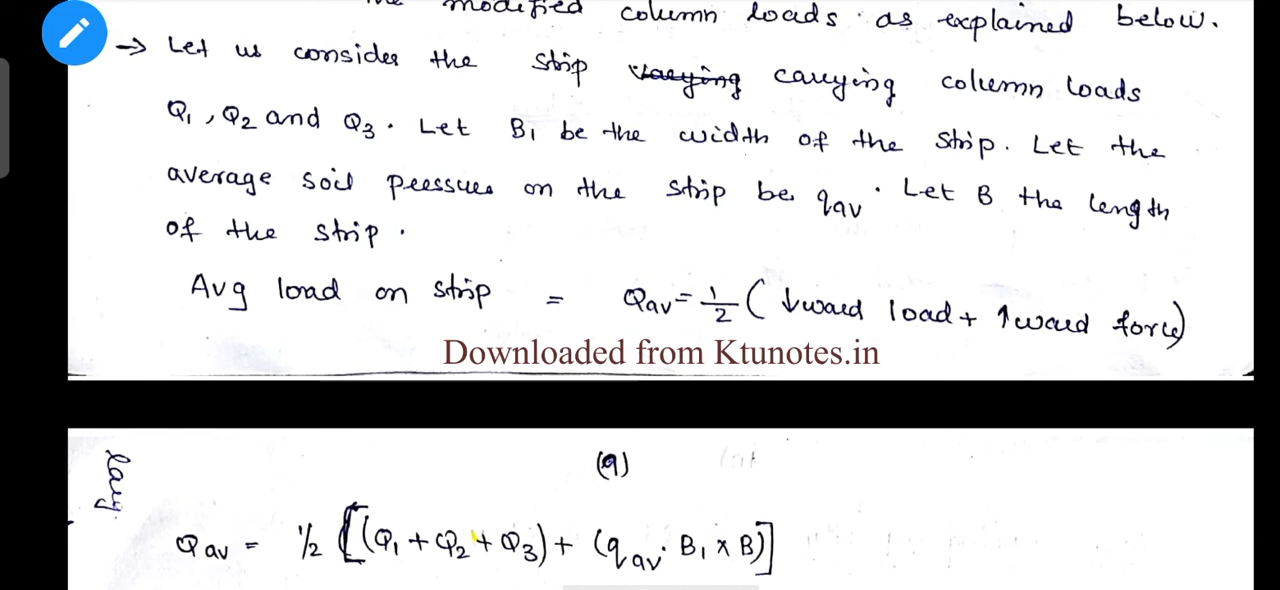 modified column loads as explained below.
→ Let us consider the strip varying carrying column loads
Q₁, Q₂ and Q₃. Let B₁ be the width of the strip. Let the
average soil pressure on the strip be qav. Let B the length
of the strip.
Avg load on strip = Qav = 1/2 (↓ward load + ↑ward force)
Downloaded from Ktunotes.in
(9)
Qav = 1/2 [(Q₁ + Q₂ + Q₃) + (qav. B₁ x B)]